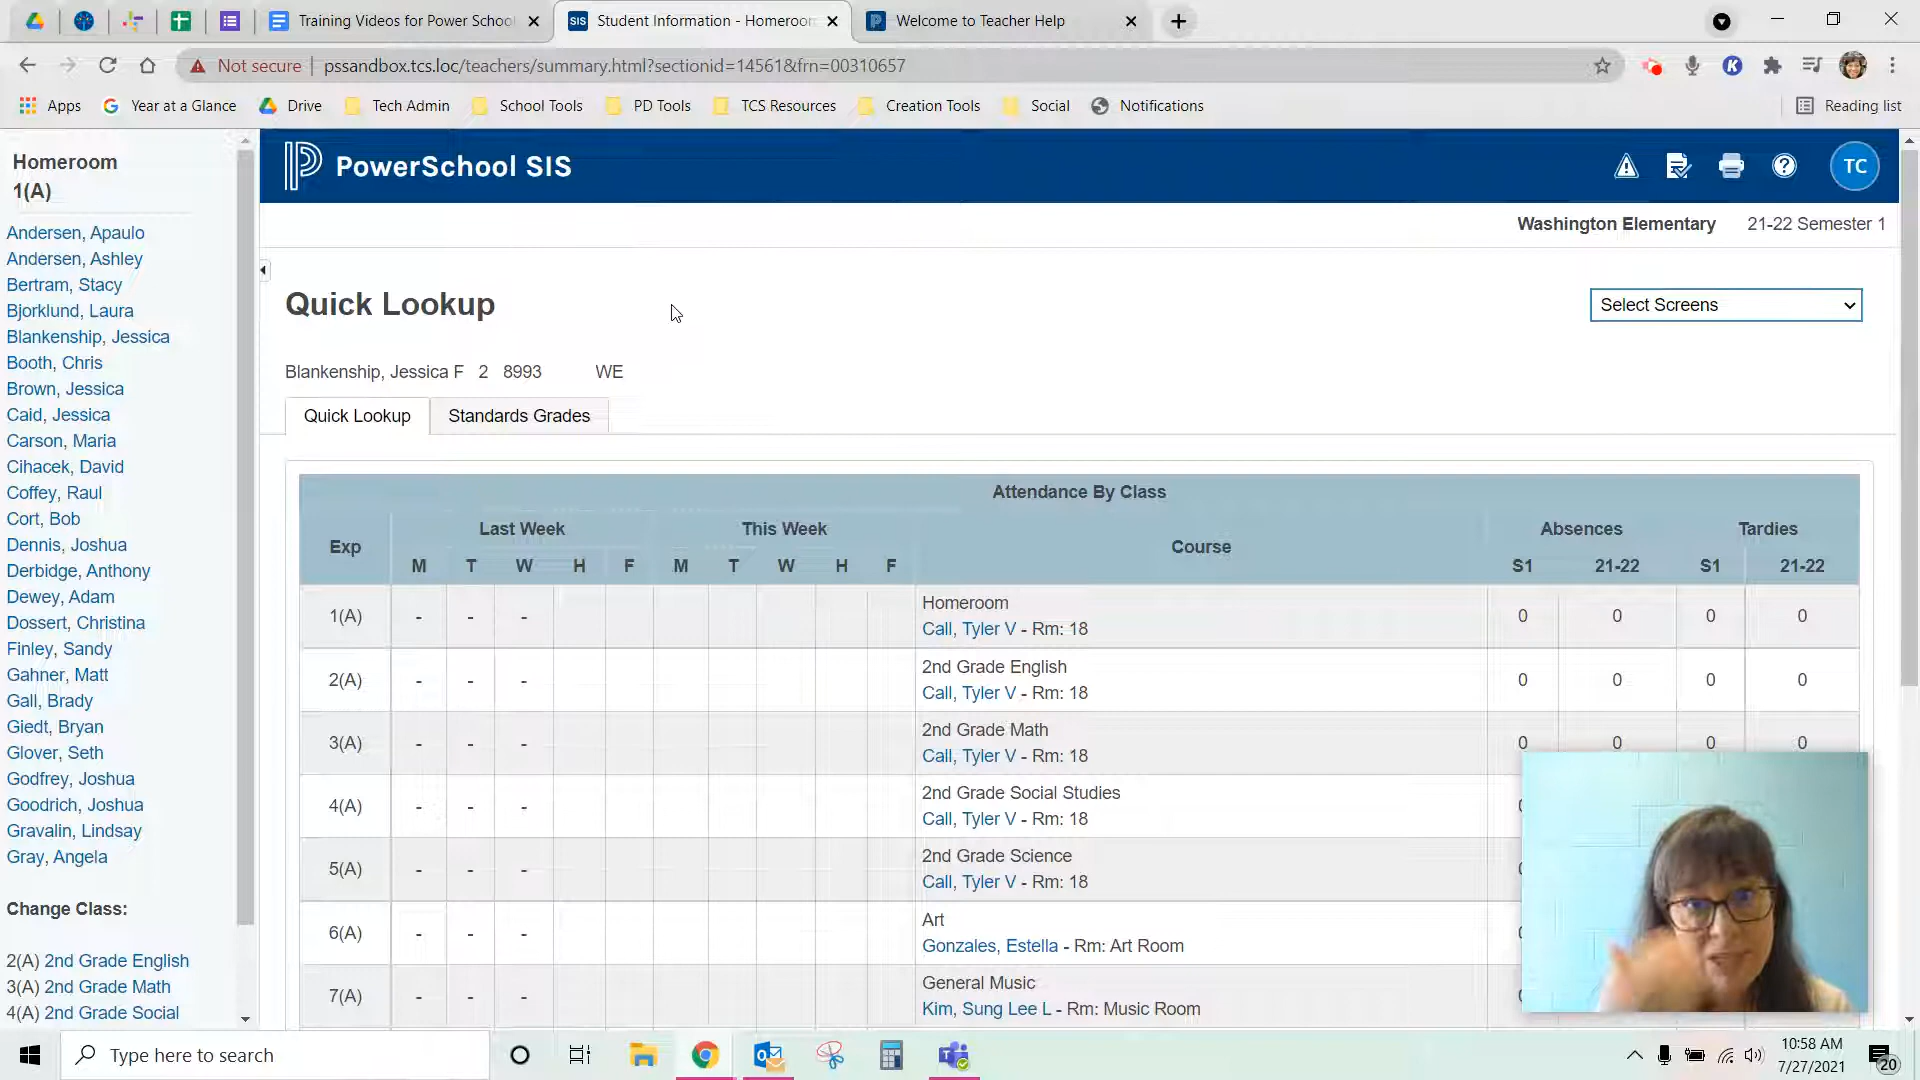 Training Videos for Power School
SIS Student Information - Homeroom
Welcome to Teacher Help
Not secure pssandbox.tcs.loc/teachers/summary.html?sectionid=14561&frn=00310657
Apps Year at a Glance Drive Tech Admin School Tools PD Tools TCS Resources Creation Tools Social Notifications Reading list
Homeroom
1(A)
Andersen, Apaulo
Andersen, Ashley
Bertram, Stacy
Bjorklund, Laura
Blankenship, Jessica
Booth, Chris
Brown, Jessica
Caid, Jessica
Carson, Maria
Cihacek, David
Coffey, Raul
Cort, Bob
Dennis, Joshua
Derbidge, Anthony
Dewey, Adam
Dossert, Christina
Finley, Sandy
Gahner, Matt
Gall, Brady
Giedt, Bryan
Glover, Seth
Godfrey, Joshua
Goodrich, Joshua
Gravalin, Lindsay
Gray, Angela
Change Class:
2(A) 2nd Grade English
3(A) 2nd Grade Math
4(A) 2nd Grade Social
PowerSchool SIS
TC
Washington Elementary 21-22 Semester 1
Quick Lookup
Select Screens
Blankenship, Jessica F 2 8993 WE
Quick Lookup Standards Grades
Attendance By Class
Exp Last Week This Week Course Absences Tardies
M T W H F M T W H F S1 21-22 S1 21-22
1(A) - - - Homeroom 0 0 0 0
Call, Tyler V - Rm: 18
2(A) - - - 2nd Grade English 0 0 0 0
Call, Tyler V - Rm: 18
3(A) - - - 2nd Grade Math 0 0 0 0
Call, Tyler V - Rm: 18
4(A) - - - 2nd Grade Social Studies
Call, Tyler V - Rm: 18
5(A) - - - 2nd Grade Science
Call, Tyler V - Rm: 18
6(A) - - - Art
Gonzales, Estella - Rm: Art Room
7(A) - - - General Music
Kim, Sung Lee L - Rm: Music Room
Type here to search
10:58 AM
7/27/2021
20